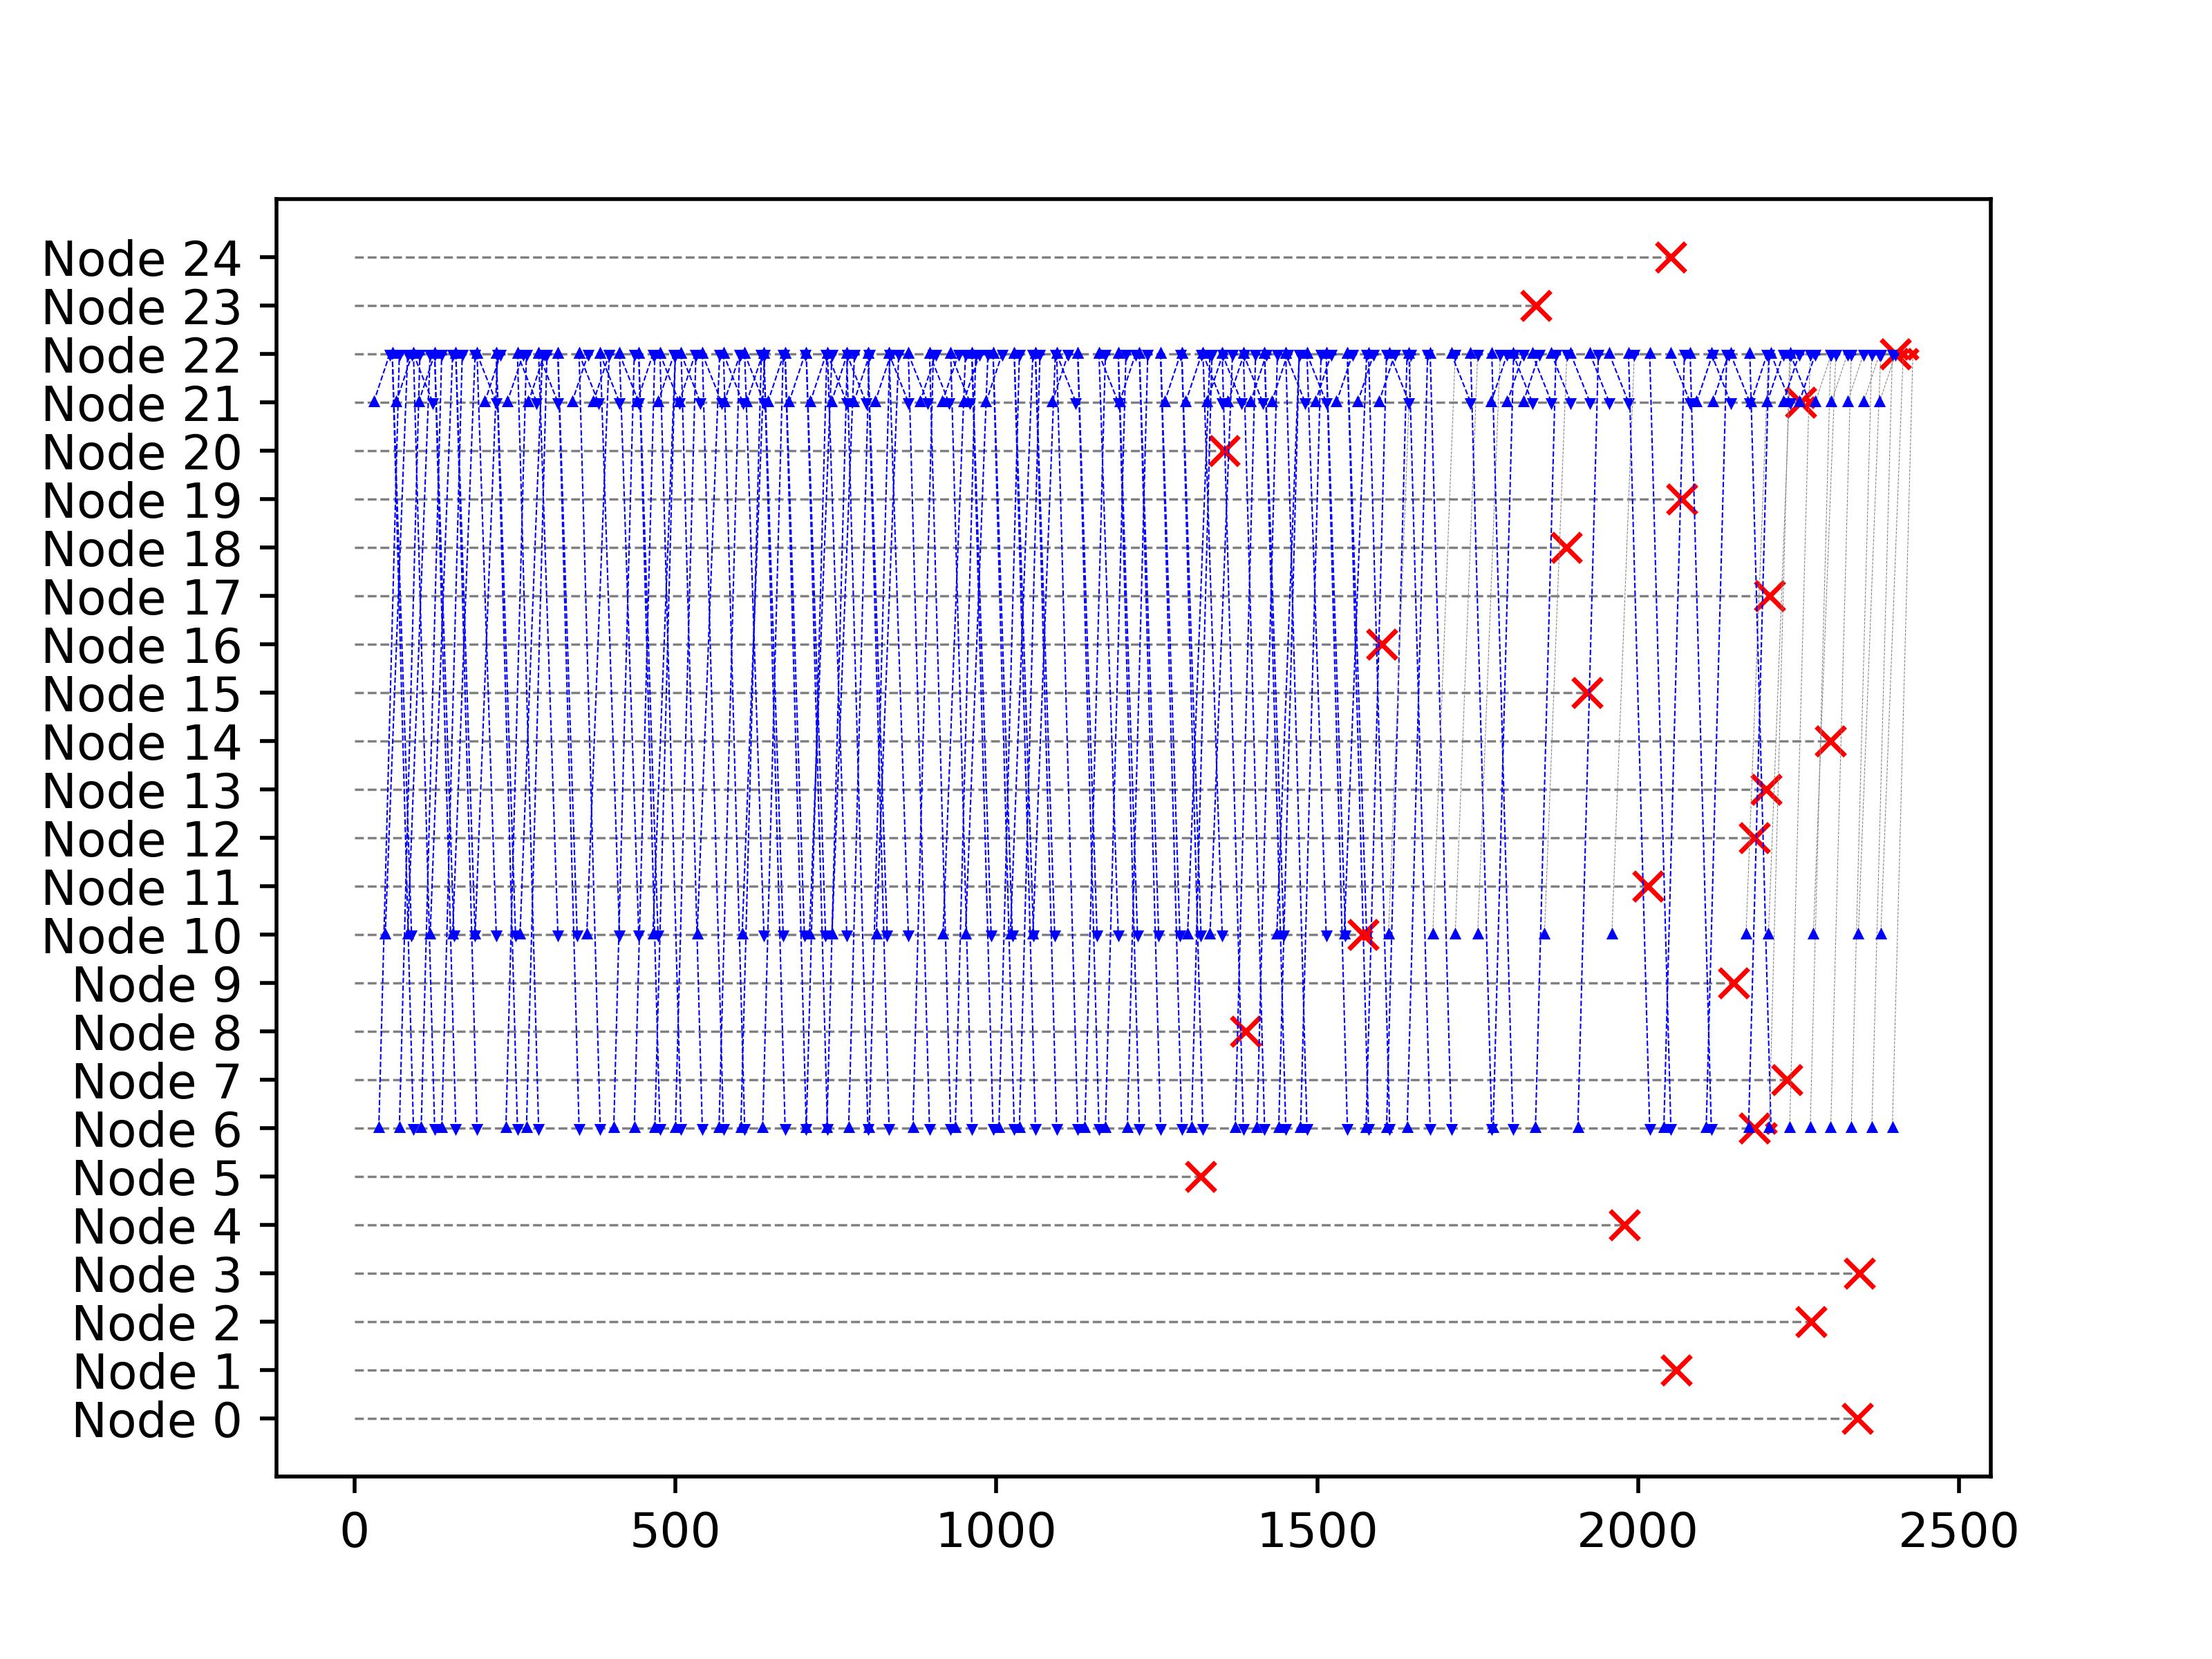 Node 24
Node 23
Node 22
Node 21
Node 20
Node 19
Node 18
Node 17
Node 16
Node 15
Node 14
Node 13
Node 12
Node 11
Node 10
Node 9
Node 8
Node 7
Node 6
Node 5
Node 4
Node 3
Node 2
Node 1
Node 0
0 500 1000 1500 2000 2500